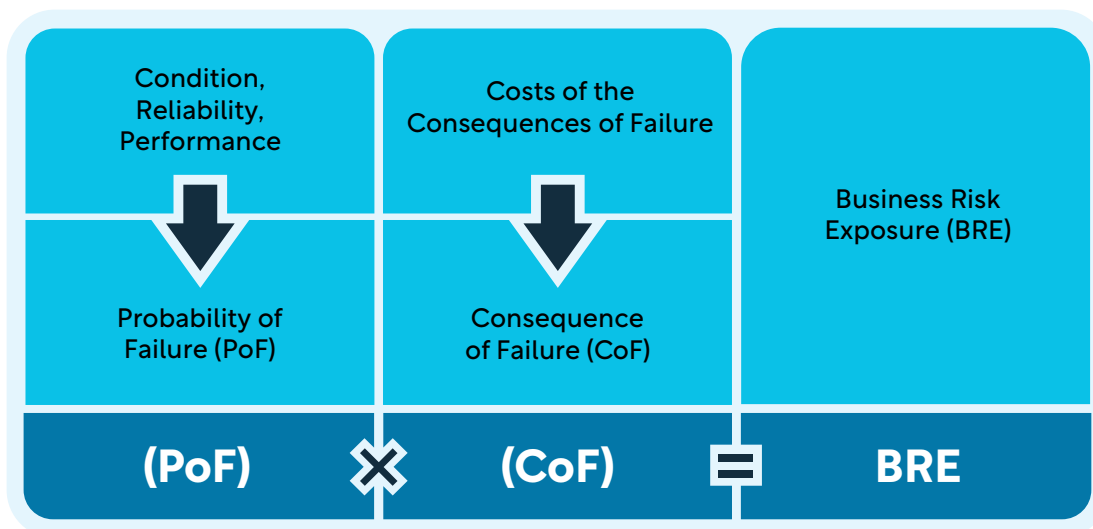 Condition,
Reliability,
Performance
Costs of the
Consequences of Failure
Business Risk
Exposure (BRE)
Probability of
Failure (PoF)
Consequence
of Failure (CoF)
(PoF) × (CoF) = BRE